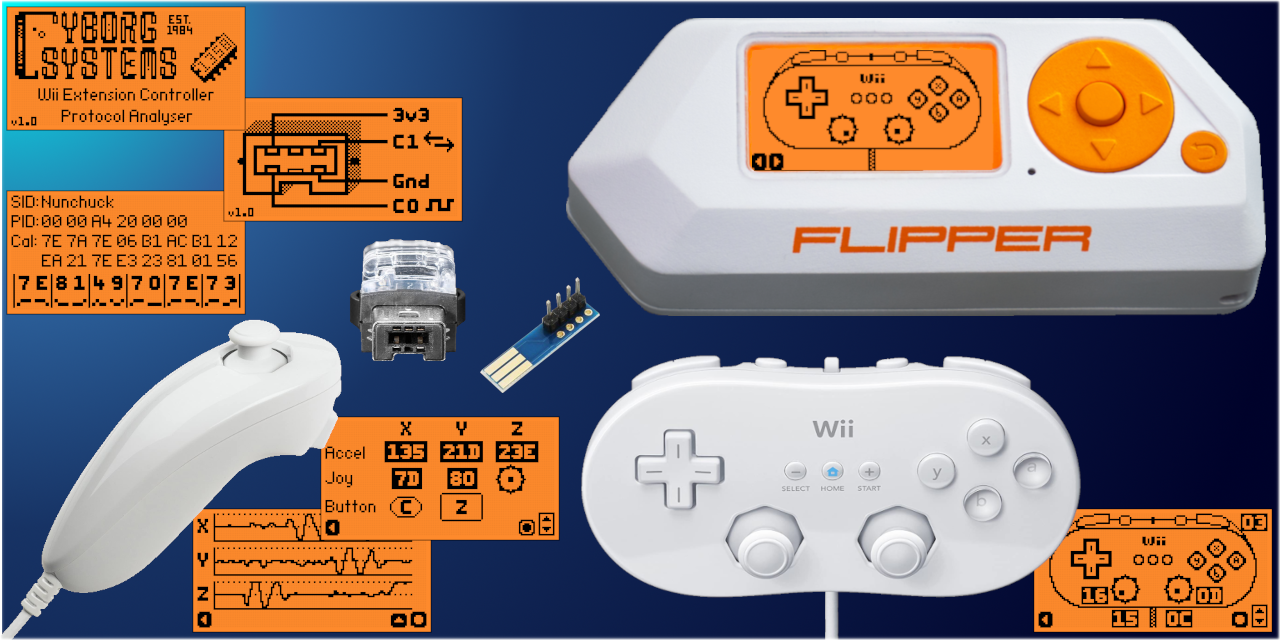 CYBORG
SYSTEMS
EST.
1984
Wii Extension Controller
Protocol Analyser
v1.0
3v3
C1
Gnd
C0
v1.0
SID:Nunchuck
PID:00 00 A4 20 00 00
Cal: 7E 7A 7E 06 B1 AC B1 12
EA 21 7E E3 23 81 01 56
7E 81 49 70 7E 73
Wii
X Y A b
FLIPPER
X Y Z
Accel 135 21D 23E
Joy 7D 80
Button C Z
X
Y
Z
Wii
SELECT HOME START
x
y a
b
03
Wii
X Y A b
16 0D
15 0C